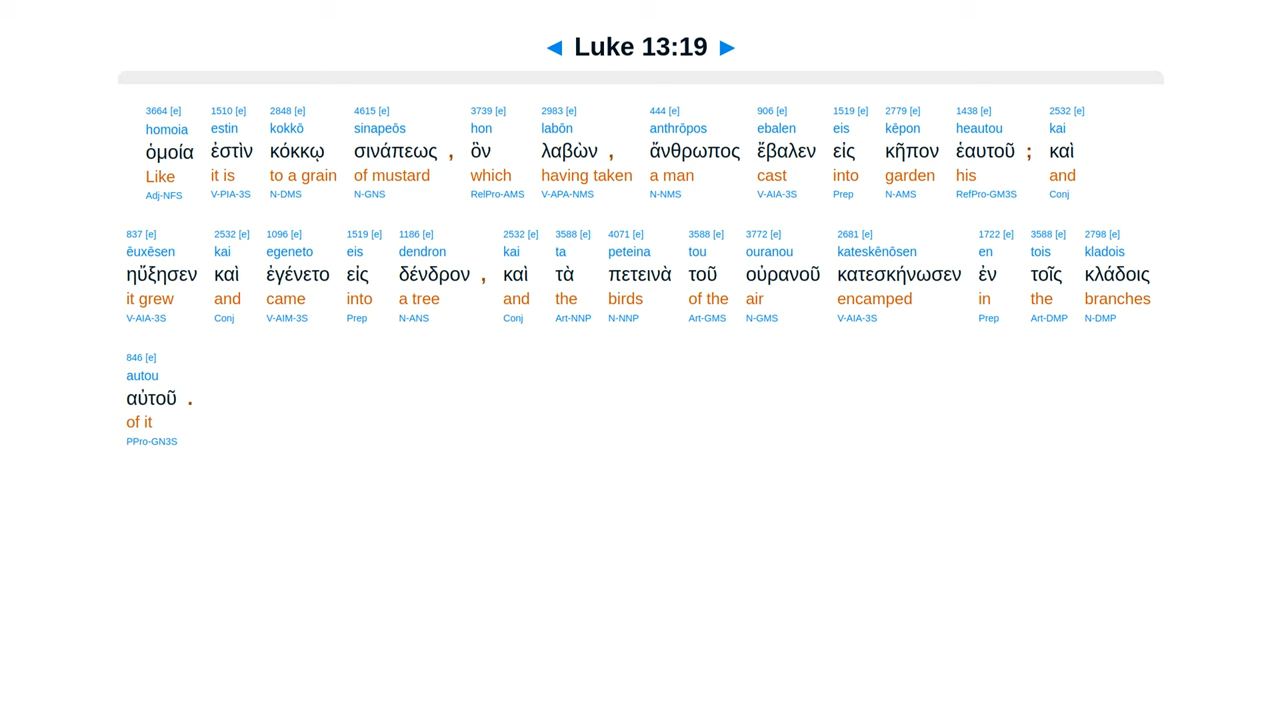 ◄ Luke 13:19 ►
3664 [e] 1510 [e] 2848 [e] 4615 [e] 3739 [e] 2983 [e] 444 [e] 906 [e] 1519 [e] 2779 [e] 1438 [e] 2532 [e]
homoia estin kokkō sinapeōs hon labōn anthrōpos ebalen eis kēpon heautou kai
ὁμοία ἐστὶν κόκκῳ σινάπεως , ὃν λαβὼν , ἄνθρωπος ἔβαλεν εἰς κῆπον ἑαυτοῦ ; καὶ
Like it is to a grain of mustard which having taken a man cast into garden his and
Adj-NFS V-PIA-3S N-DMS N-GNS RelPro-AMS V-APA-NMS N-NMS V-AIA-3S Prep N-AMS RefPro-GM3S Conj
837 [e] 2532 [e] 1096 [e] 1519 [e] 1186 [e] 2532 [e] 3588 [e] 4071 [e] 3588 [e] 3772 [e] 2681 [e] 1722 [e] 3588 [e] 2798 [e]
ēuxēsen kai egeneto eis dendron kai ta peteina tou ouranou kateskēnōsen en tois kladois
ηὔξησεν καὶ ἐγένετο εἰς δένδρον , καὶ τὰ πετεινὰ τοῦ οὐρανοῦ κατεσκήνωσεν ἐν τοῖς κλάδοις
it grew and came into a tree and the birds of the air encamped in the branches
V-AIA-3S Conj V-AIM-3S Prep N-ANS Conj Art-NNP N-NNP Art-GMS N-GMS V-AIA-3S Prep Art-DMP N-DMP
846 [e]
autou
αὐτοῦ .
of it
PPro-GN3S